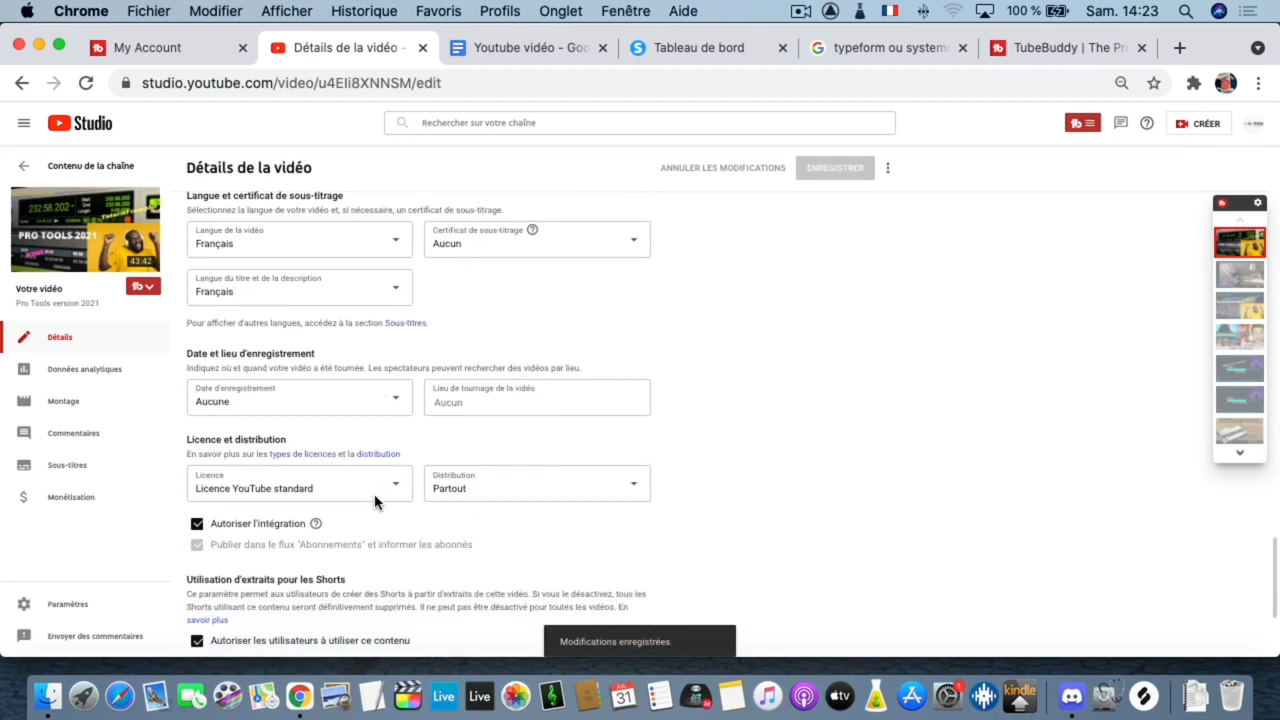 Chrome Fichier Modifier Afficher Historique Favoris Profils Onglet Fenêtre Aide 100 % Sam. 14:23
My Account Détails de la vidéo - Youtube vidéo - Goo Tableau de bord typeform ou system TubeBuddy | The Pr
studio.youtube.com/video/u4EIi8XNNSM/edit
Studio Rechercher sur votre chaîne CRÉER
Contenu de la chaîne
Détails de la vidéo ANNULER LES MODIFICATIONS ENREGISTRER
232:58.202
PRO TOOLS 2021
43:42
Votre vidéo
Pro Tools version 2021
Détails
Données analytiques
Montage
Commentaires
Sous-titres
Monétisation
Paramètres
Envoyer des commentaires
Langue et certificat de sous-titrage
Sélectionnez la langue de votre vidéo et, si nécessaire, un certificat de sous-titrage.
Langue de la vidéo Certificat de sous-titrage
Français Aucun
Langue du titre et de la description
Français
Pour afficher d'autres langues, accédez à la section Sous-titres.
Date et lieu d'enregistrement
Indiquez où et quand votre vidéo a été tournée. Les spectateurs peuvent rechercher des vidéos par lieu.
Date d'enregistrement Lieu de tournage de la vidéo
Aucune Aucun
Licence et distribution
En savoir plus sur les types de licences et la distribution
Licence Distribution
Licence YouTube standard Partout
Autoriser l'intégration
Publier dans le flux "Abonnements" et informer les abonnés
Utilisation d'extraits pour les Shorts
Ce paramètre permet aux utilisateurs de créer des Shorts à partir d'extraits de cette vidéo. Si vous le désactivez, tous les
Shorts utilisant ce contenu seront définitivement supprimés. Il ne peut pas être désactivé pour toutes les vidéos. En
savoir plus
Autoriser les utilisateurs à utiliser ce contenu
Modifications enregistrées
Live Live 31 tv kindle